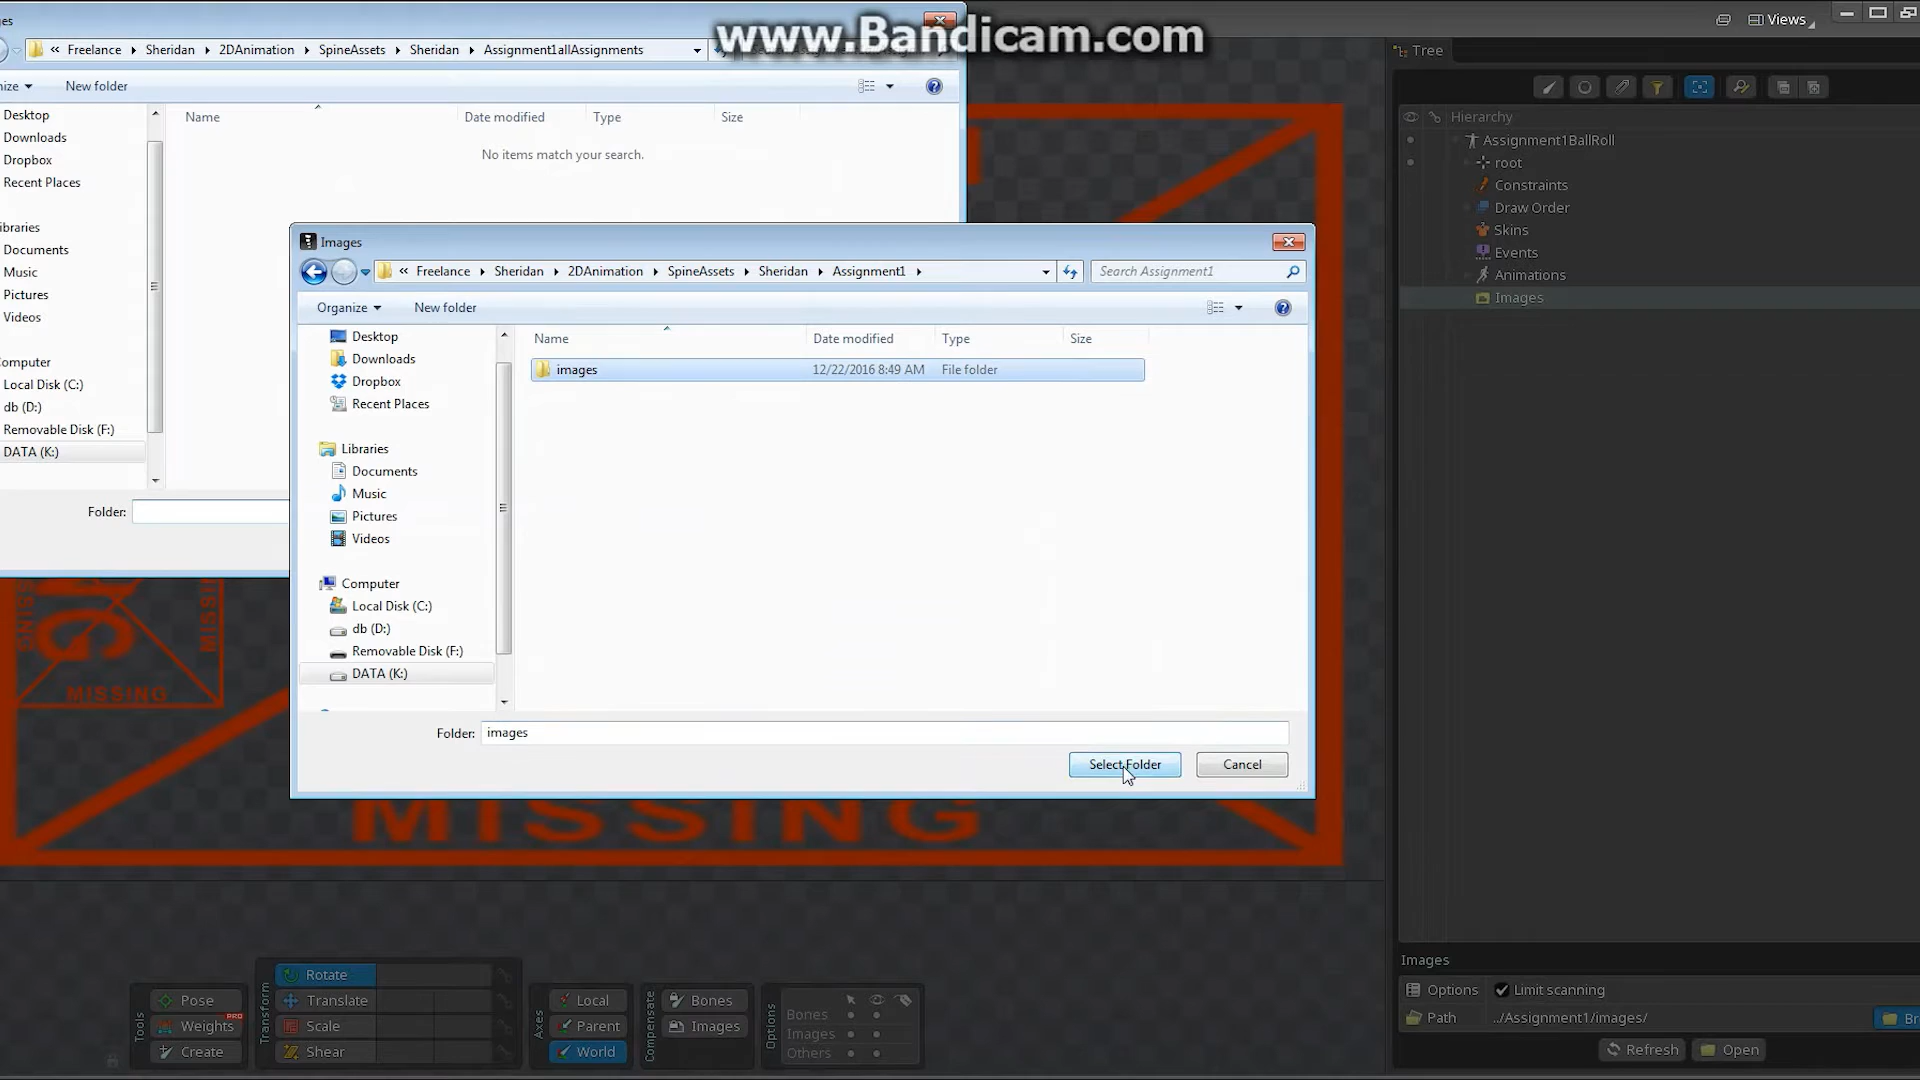 www.Bandicam.com
ges
« Freelance Sheridan 2DAnimation SpineAssets Sheridan Assignment1allAssignments
Views
Tree
nize New folder
Desktop
Downloads
Dropbox
Recent Places
ibraries
Documents
Music
Pictures
Videos
omputer
Local Disk (C:)
db (D:)
Removable Disk (F:)
DATA (K:)
Name Date modified Type Size
No items match your search.
Folder:
Images
« Freelance Sheridan 2DAnimation SpineAssets Sheridan Assignment1
Search Assignment1
Organize New folder
Desktop
Downloads
Dropbox
Recent Places
Libraries
Documents
Music
Pictures
Videos
Computer
Local Disk (C:)
db (D:)
Removable Disk (F:)
DATA (K:)
Name Date modified Type Size
images 12/22/2016 8:49 AM File folder
Folder: images
Select Folder Cancel
Hierarchy
Assignment1BallRoll
root
Constraints
Draw Order
Skins
Events
Animations
Images
MISSING
MISSING
Tools
Pose
Weights PRO
Create
Transform
Rotate
Translate
Scale
Shear
Axes
Local
Parent
World
Compensate
Bones
Images
Options
Bones
Images
Others
Images
Options Limit scanning
Path ../Assignment1/images/ Br
Refresh Open